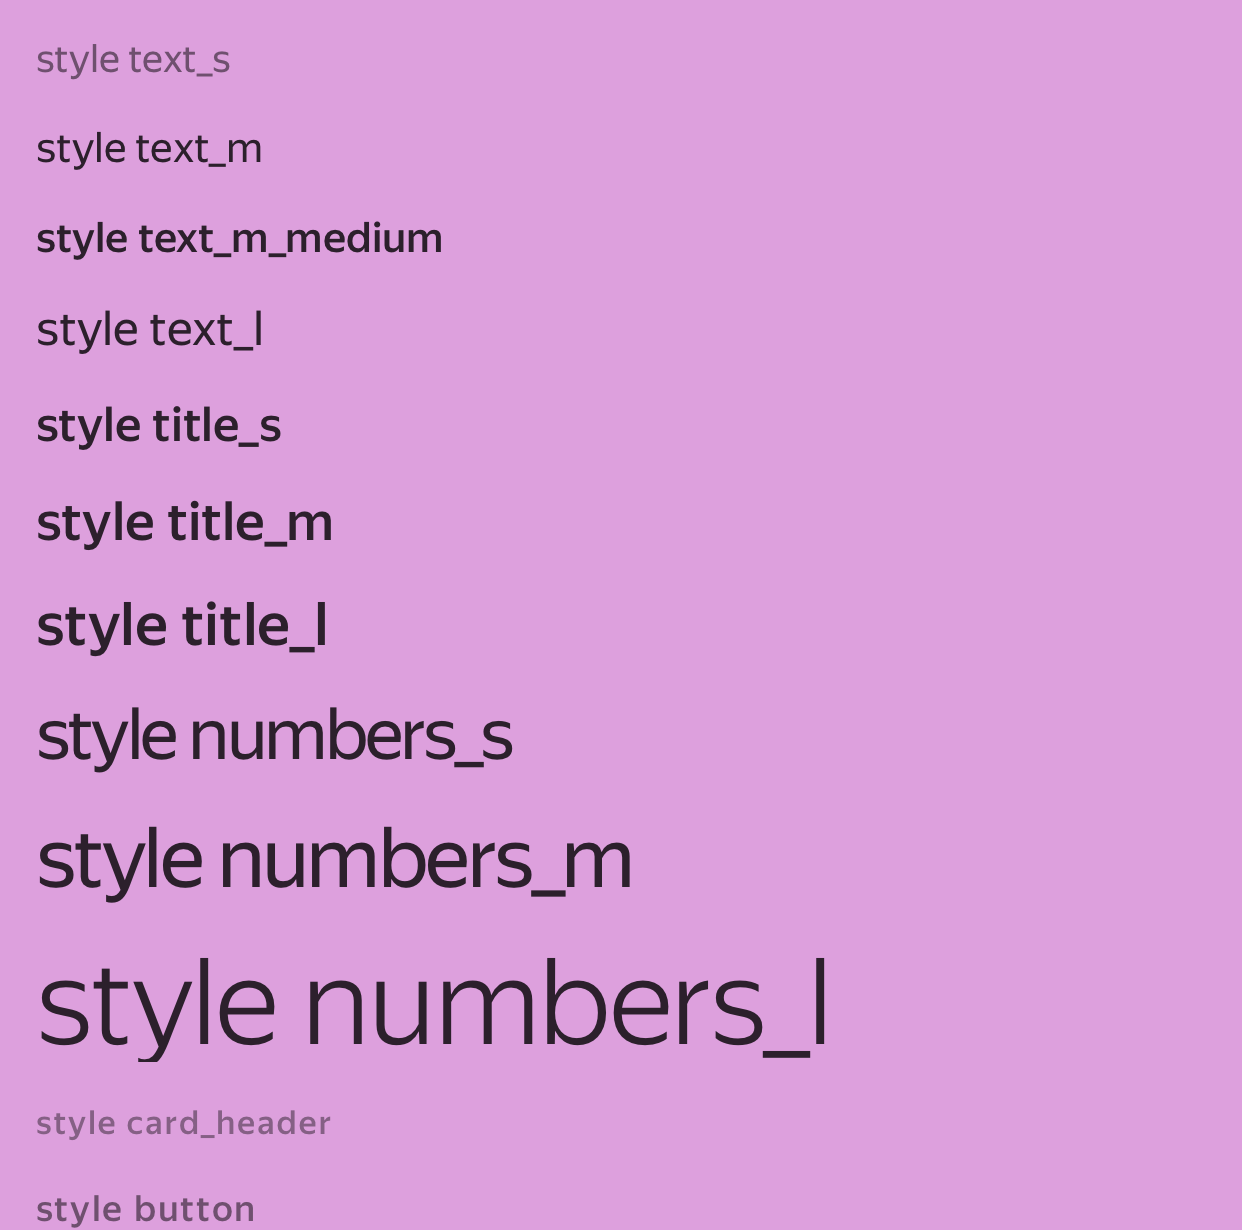 style text_s
style text_m
style text_m_medium
style text_l
style title_s
style title_m
style title_l
style numbers_s
style numbers_m
style numbers_l
style card_header
style button